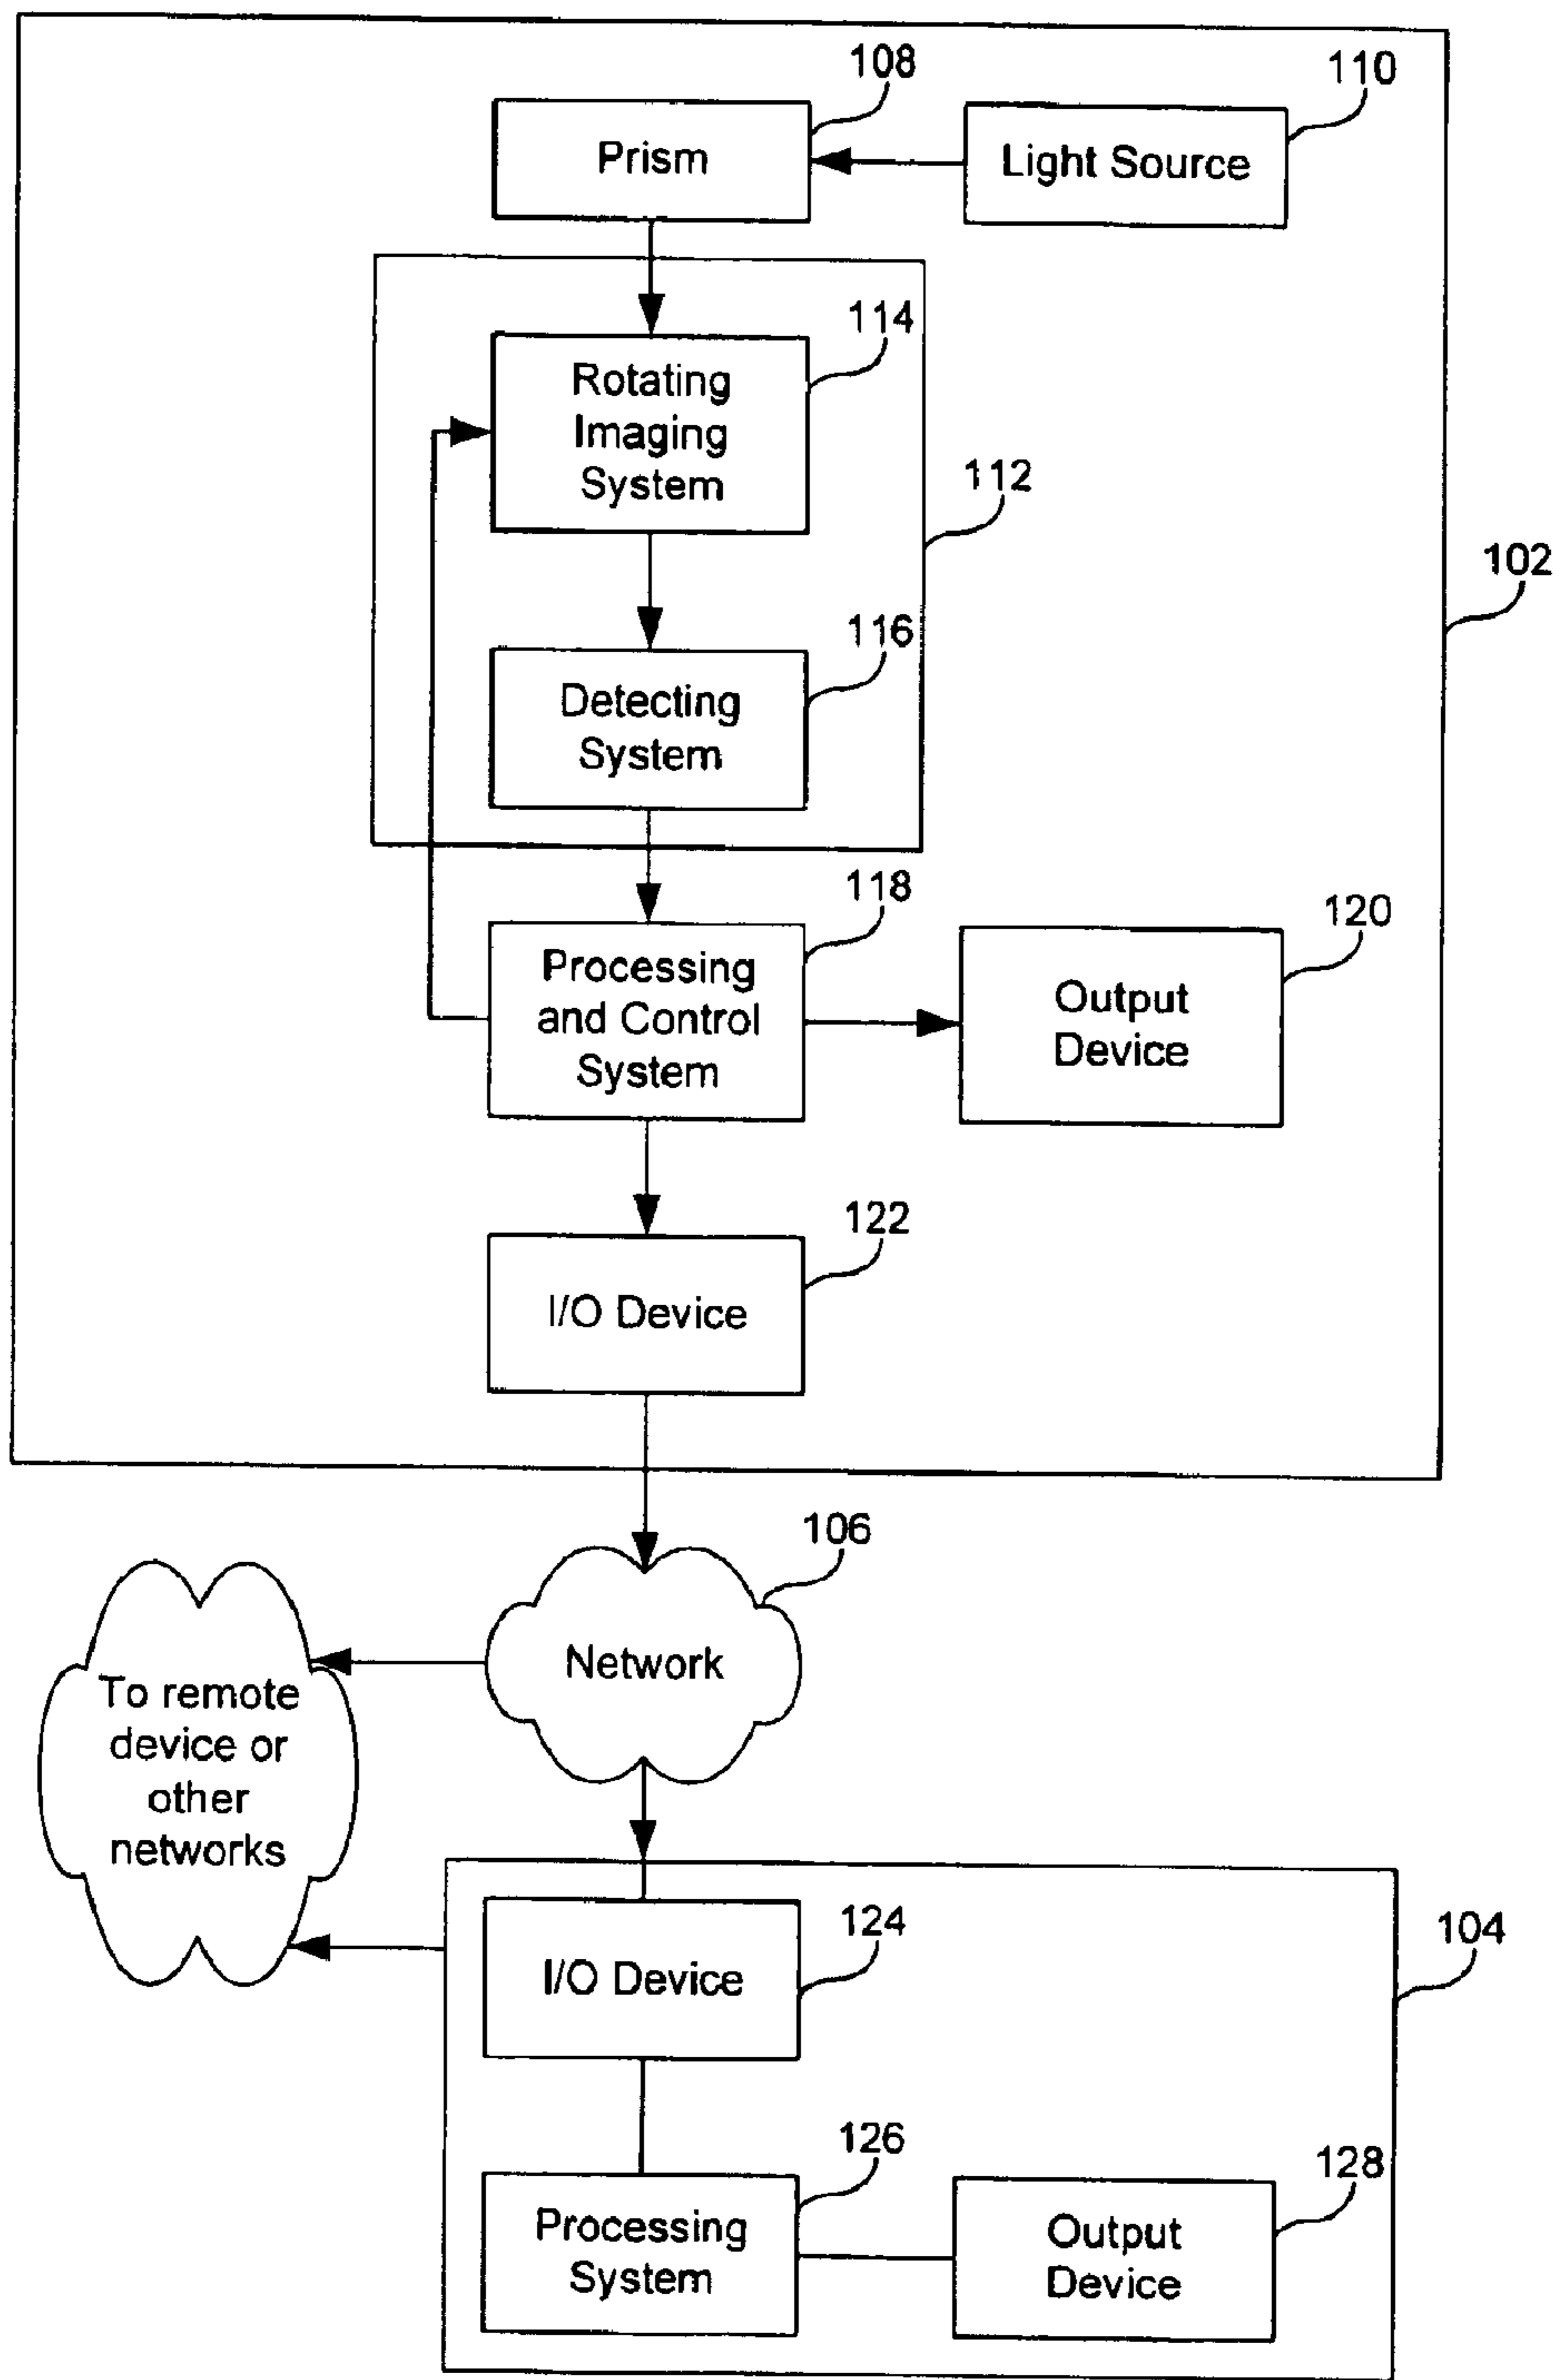 108
110
Prism
Light Source
114
Rotating
Imaging
System
112
102
116
Detecting
System
118
120
Processing
and Control
System
Output
Device
122
I/O Device
106
Network
To remote
device or
other
networks
124
104
I/O Device
126
128
Processing
System
Output
Device